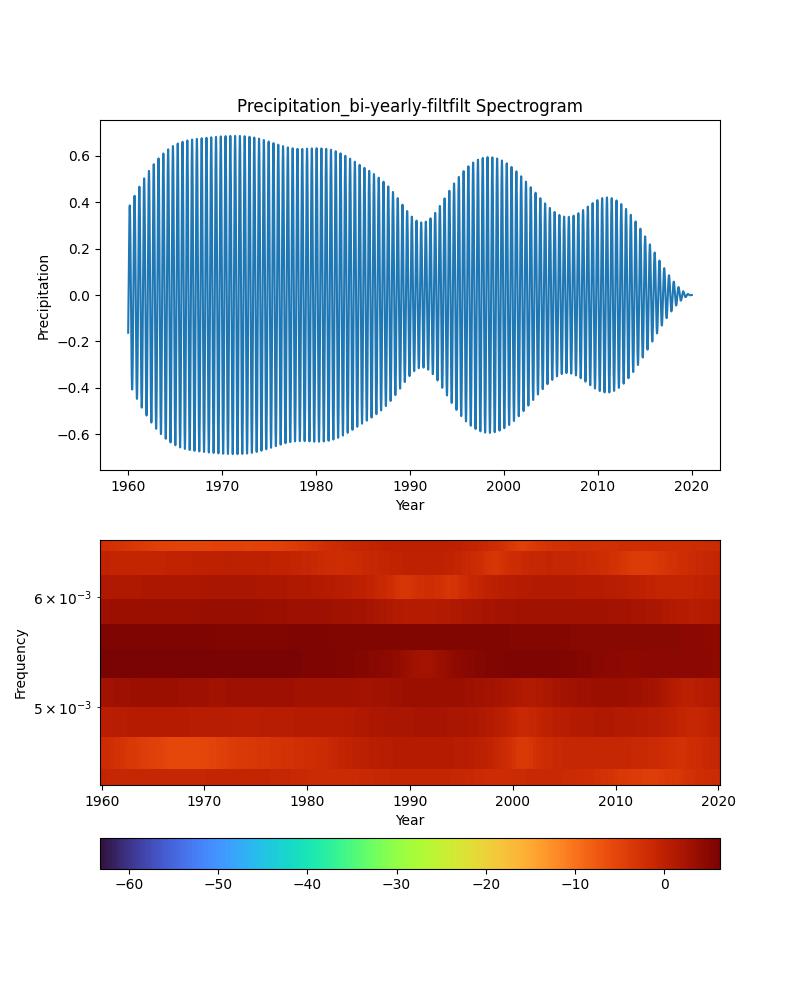 Precipitation_bi-yearly-filtfilt Spectrogram
0.6
0.4
0.2
0.0
−0.2
−0.4
−0.6
Precipitation
1960 1970 1980 1990 2000 2010 2020
Year
6 × 10⁻³
5 × 10⁻³
Frequency
1960 1970 1980 1990 2000 2010 2020
Year
−60 −50 −40 −30 −20 −10 0